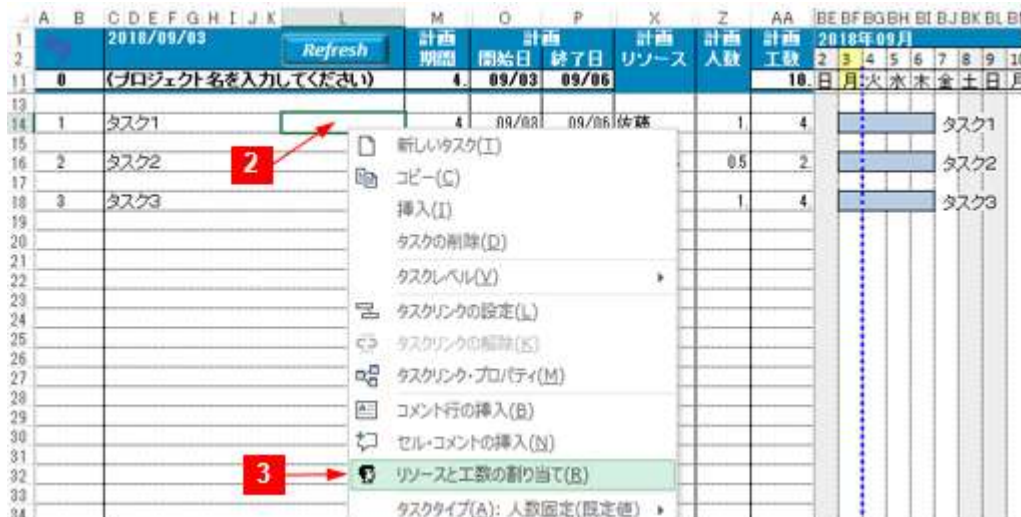 A B C D E F G H I J K L M O P X Z AA BE BF BG BH BI BJ BK BL
1 2018/09/03 Refresh 計画 計画 計画 計画 計画 2018年09月
2 期間 開始日 終了日 リソース 人数 工数 2 3 4 5 6 7 8 9 10
11 0 (プロジェクト名を入力してください) 4. 09/03 09/06 10. 日 月 火 水 木 金 土 日 月
13
14 1 タスク1 4 09/03 09/06 佐藤 1. 4. タスク1
15
16 2 タスク2 0.5 2. タスク2
17
18 3 タスク3 1. 4. タスク3
19
20
21
22
23
24
25
26
27
28
29
30
31
32
33
34
2
3
新しいタスク(T)
コピー(C)
挿入(I)
タスクの削除(D)
タスクレベル(V)
タスクリンクの設定(L)
タスクリンクの解除(K)
タスクリンク・プロパティ(M)
コメント行の挿入(B)
セル・コメントの挿入(N)
リソースと工数の割り当て(R)
タスクタイプ(A): 人数固定(既定値)